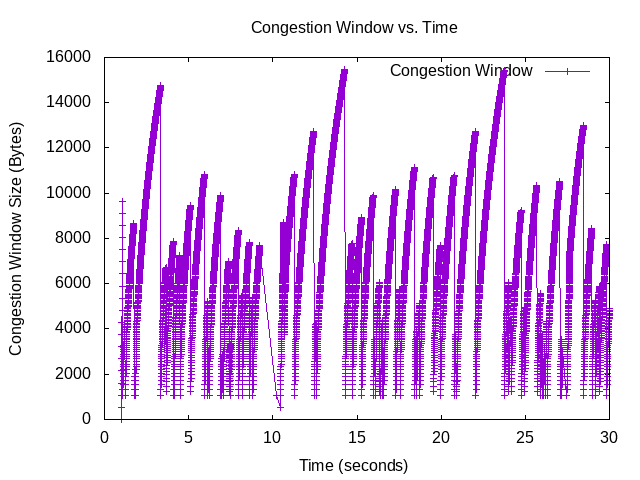 Congestion Window vs. Time
16000
14000
12000
10000
8000
6000
4000
2000
0
Congestion Window
Congestion Window Size (Bytes)
0 5 10 15 20 25 30
Time (seconds)